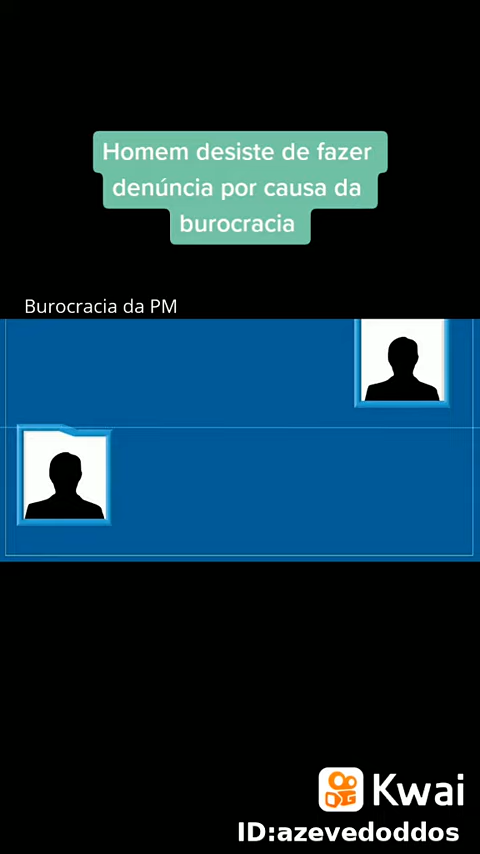 Homem desiste de fazer
denúncia por causa da
burocracia
Burocracia da PM
Kwai
ID:azevedoddos